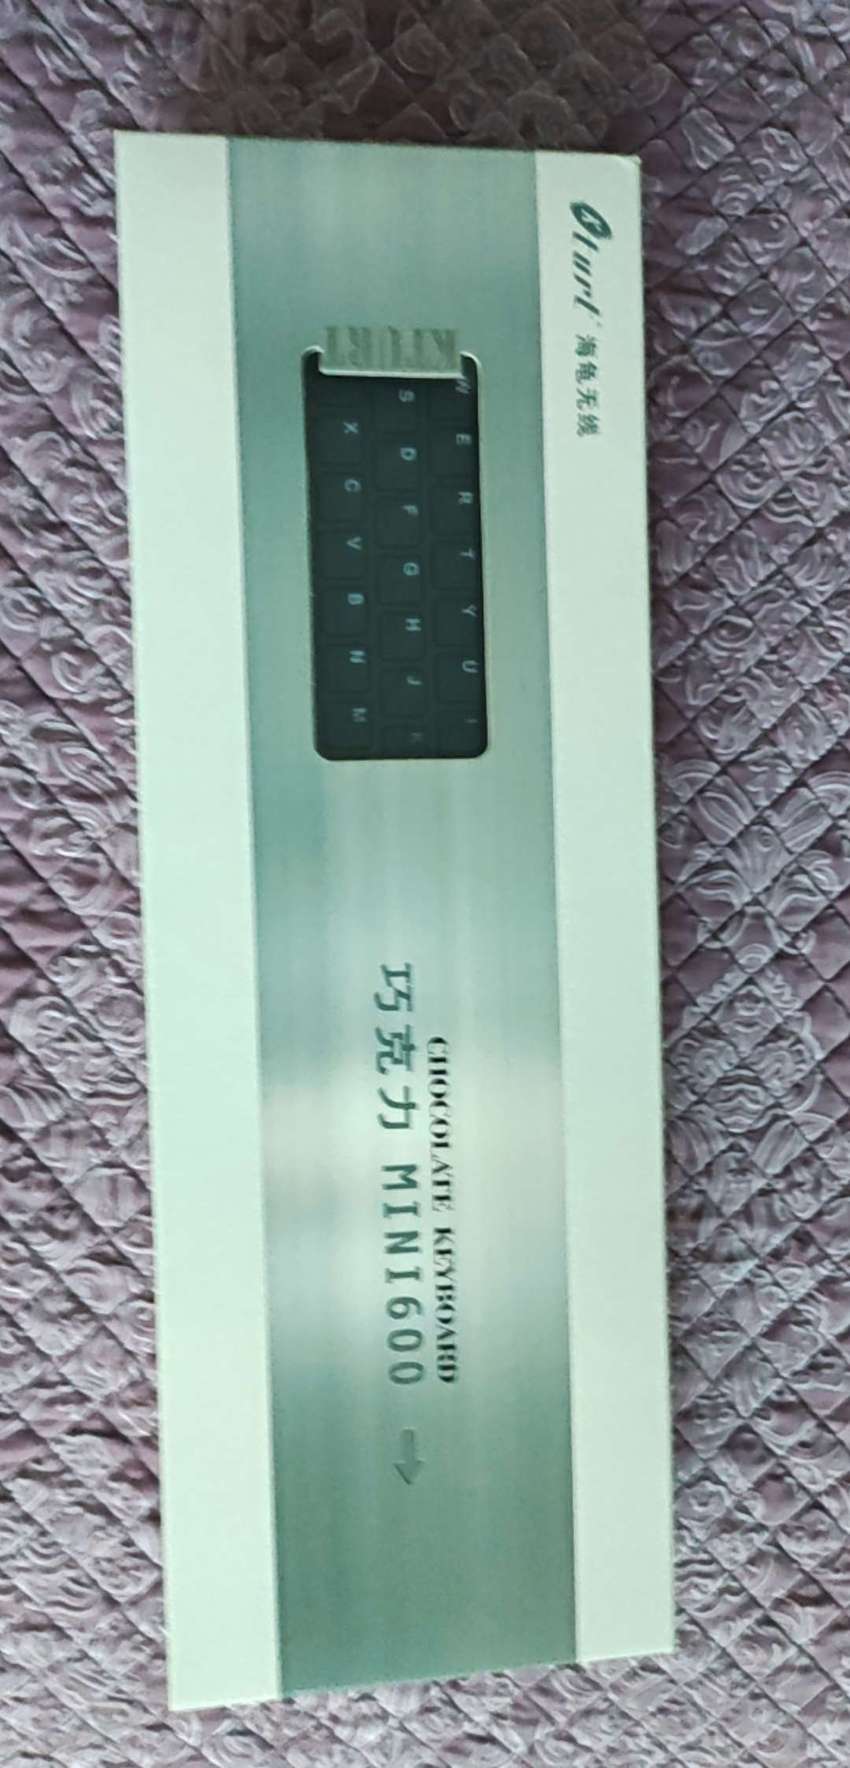 海龟无线
W E R T Y U I
S D F G H J K
X C V B N M
CHOCOLATE KEYBOARD
巧克力 MINI600